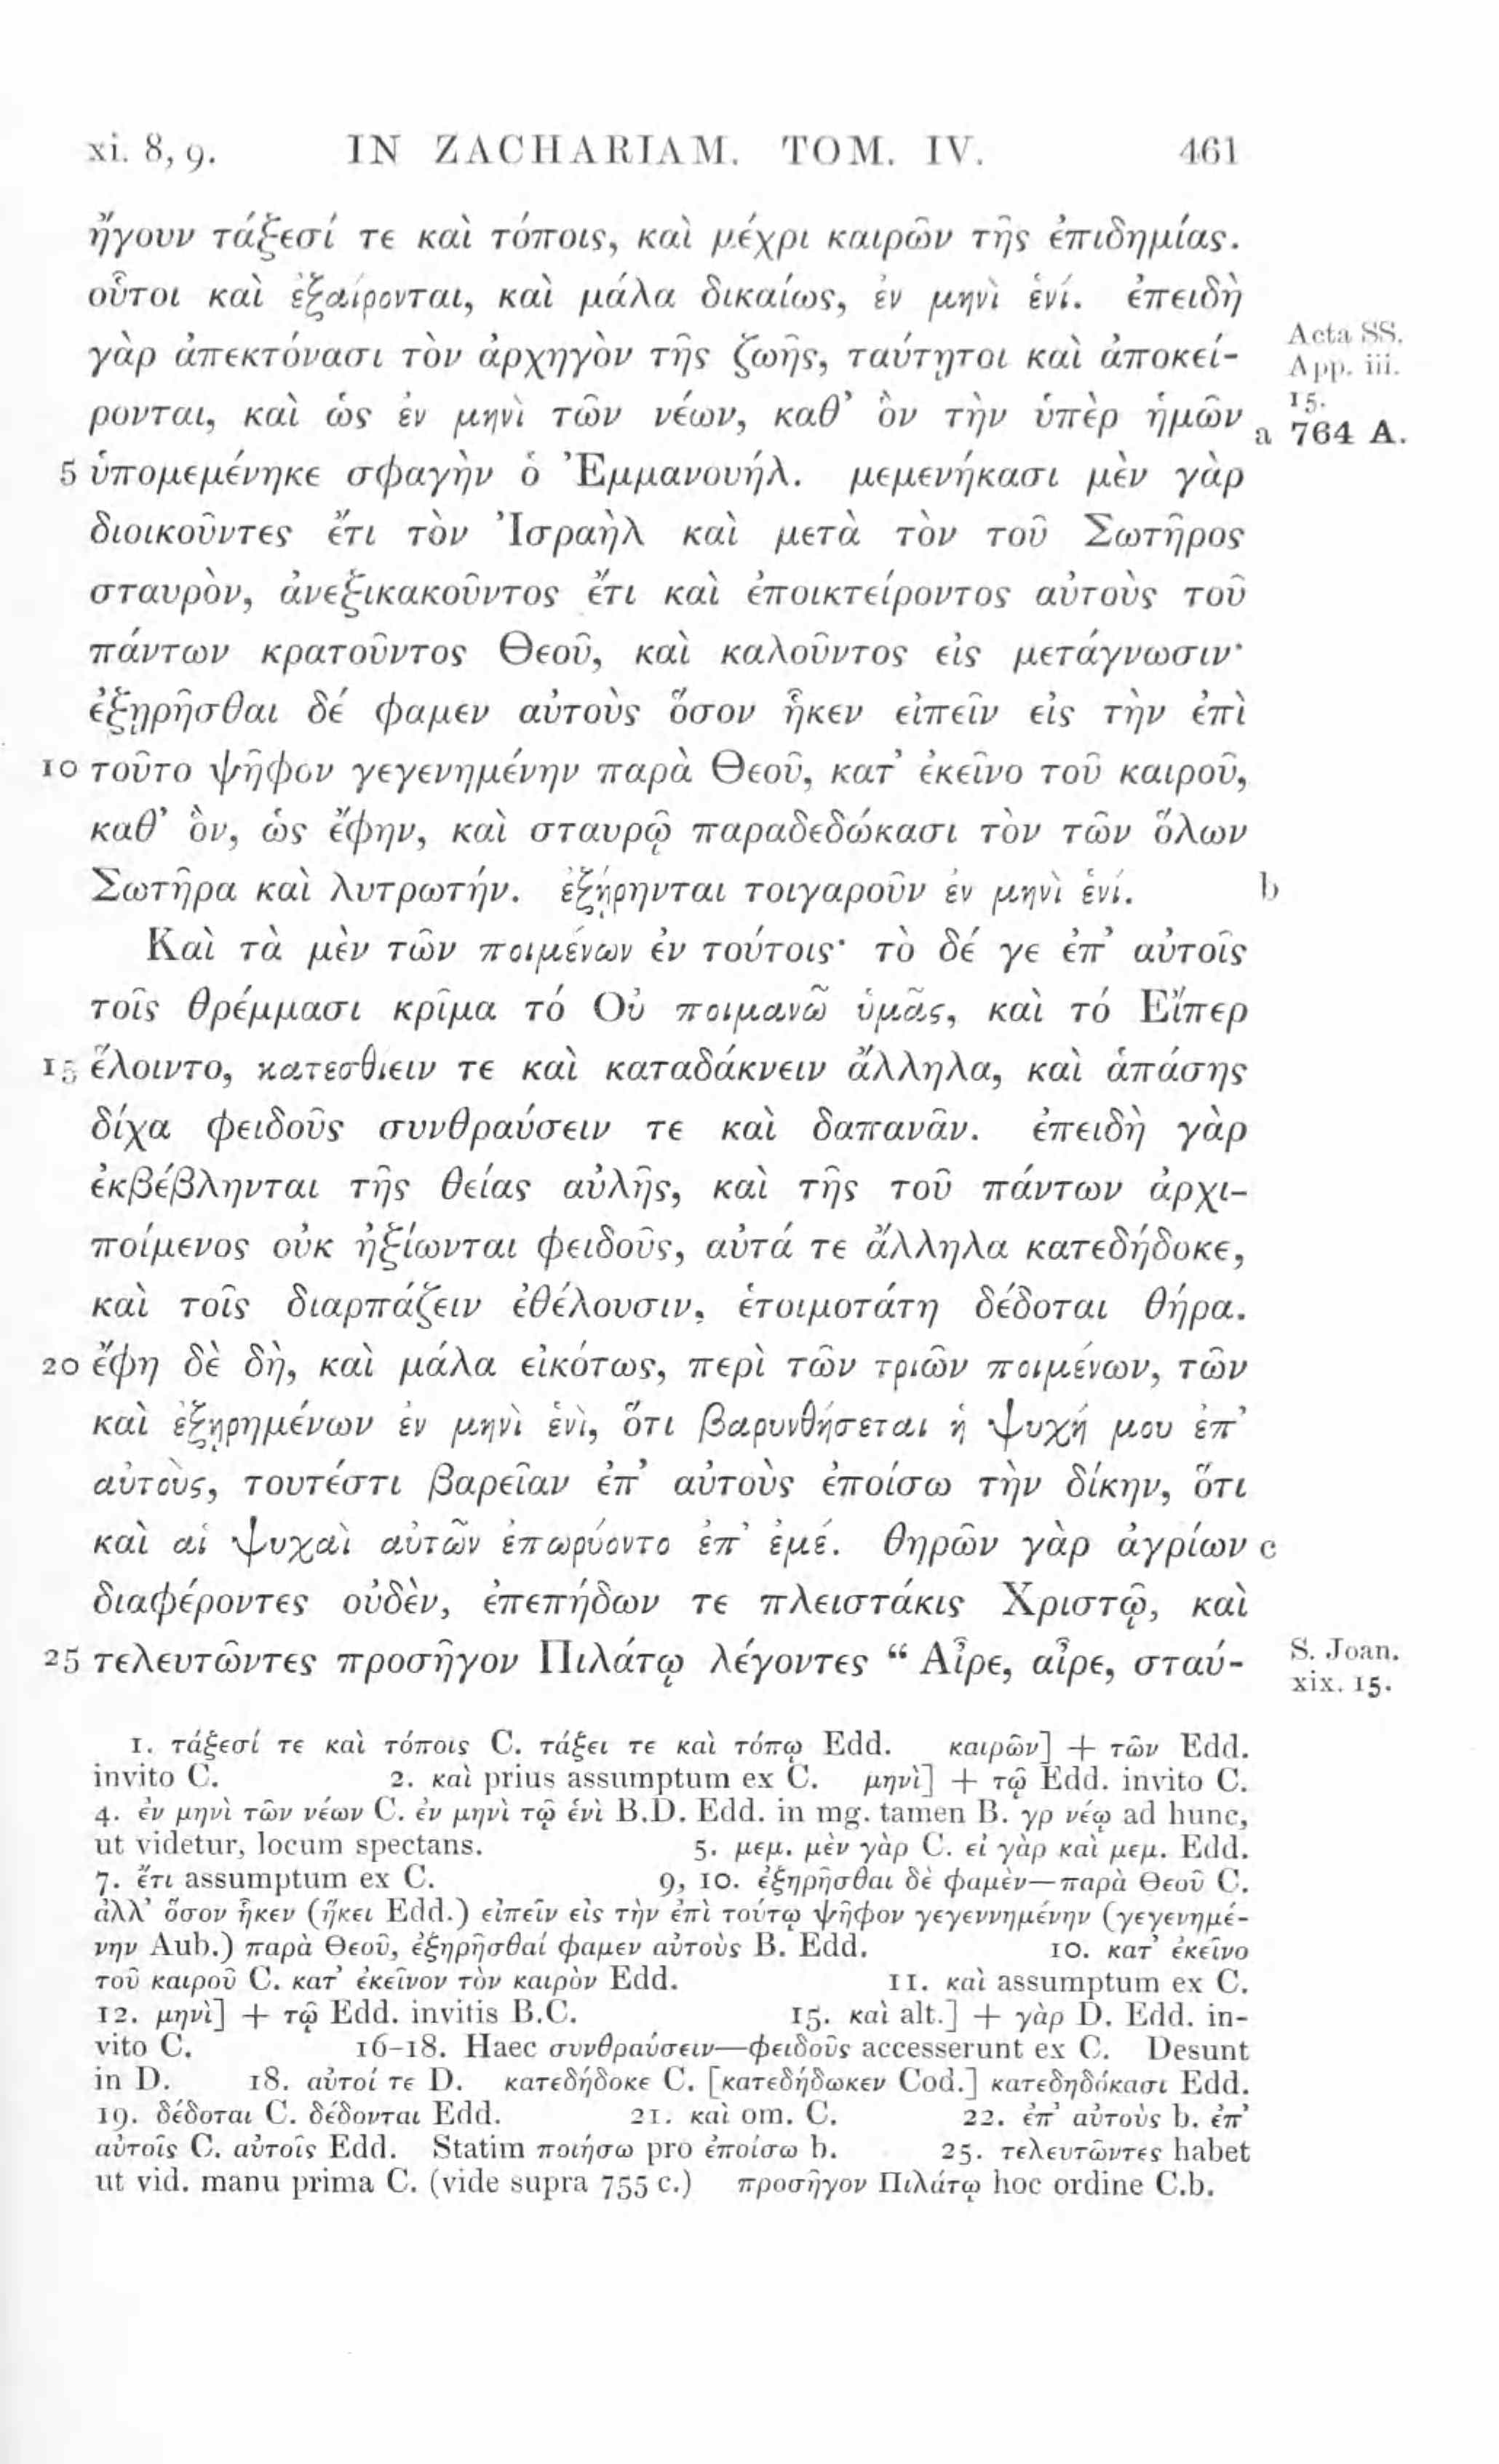 xi. 8, 9. IN ZACHARIAM. TOM. IV. 461
ἤγουν τάξεσί τε καὶ τόποις, καὶ μέχρι καιρῶν τῆς ἐπιδημίας.
οὗτοι καὶ ἐξαίρονται, καὶ μάλα δικαίως, ἐν μηνὶ ἑνί. ἐπειδὴ
γὰρ ἀπεκτόνασι τὸν ἀρχηγὸν τῆς ζωῆς, ταύτῃτοι καὶ ἀποκεί-
Acta SS.
App. iii.
15.
ρονται, καὶ ὡς ἐν μηνὶ τῶν νέων, καθ’ ὃν τὴν ὑπὲρ ἡμῶν
a 764 A.
5 ὑπομεμένηκε σφαγὴν ὁ Ἐμμανουήλ. μεμενήκασι μὲν γὰρ
διοικοῦντες ἔτι τὸν Ἰσραὴλ καὶ μετὰ τὸν τοῦ Σωτῆρος
σταυρὸν, ἀνεξικακοῦντος ἔτι καὶ ἐποικτείροντος αὐτοὺς τοῦ
πάντων κρατοῦντος Θεοῦ, καὶ καλοῦντος εἰς μετάγνωσιν·
ἐξῃρῆσθαι δέ φαμεν αὐτοὺς ὅσον ἧκεν εἰπεῖν εἰς τὴν ἐπὶ
10 τοῦτο ψῆφον γεγενημένην παρὰ Θεοῦ, κατ’ ἐκεῖνο τοῦ καιροῦ,
καθ’ ὃν, ὡς ἔφην, καὶ σταυρῷ παραδεδώκασι τὸν τῶν ὅλων
Σωτῆρα καὶ λυτρωτήν. ἐξῄρηνται τοιγαροῦν ἐν μηνὶ ἑνί. b
Καὶ τὰ μὲν τῶν ποιμένων ἐν τούτοις· τὸ δέ γε ἐπ’ αὐτοῖς
τοῖς θρέμμασι κρῖμα τό Οὐ ποιμανῶ ὑμᾶς, καὶ τό Εἴπερ
15 ἕλοιντο, κατεσθιειν τε καὶ καταδάκνειν ἄλληλα, καὶ ἁπάσης
δίχα φειδοῦς συνθραύσειν τε καὶ δαπανᾶν. ἐπειδὴ γὰρ
ἐκβέβληνται τῆς θείας αὐλῆς, καὶ τῆς τοῦ πάντων ἀρχι-
ποίμενος οὐκ ἠξίωνται φειδοῦς, αὐτά τε ἄλληλα κατεδήδοκε,
καὶ τοῖς διαρπάζειν ἐθέλουσιν, ἑτοιμοτάτη δέδοται θήρα.
20 ἔφη δὲ δὴ, καὶ μάλα εἰκότως, περὶ τῶν τριῶν ποιμένων, τῶν
καὶ ἐξῃρημένων ἐν μηνὶ ἑνὶ, ὅτι βαρυνθήσεται ἡ ψυχή μου ἐπ’
αὐτοὺς, τουτέστι βαρεῖαν ἐπ’ αὐτοὺς ἐποίσω τὴν δίκην, ὅτι
καὶ αἱ ψυχαὶ αὐτῶν ἐπωρύοντο ἐπ’ ἐμέ. θηρῶν γὰρ ἀγρίων c
διαφέροντες οὐδὲν, ἐπεπήδων τε πλειστάκις Χριστῷ, καὶ
25 τελευτῶντες προσῆγον Πιλάτῳ λέγοντες “ Αἶρε, αἶρε, σταύ-
S. Joan.
xix. 15.
1. τάξεσί τε καὶ τόποις C. τάξει τε καὶ τόπῳ Edd. καιρῶν] + τῶν Edd.
invito C. 2. καὶ prius assumptum ex C. μηνὶ] + τῷ Edd. invito C.
4. ἐν μηνὶ τῶν νέων C. ἐν μηνὶ τῷ ἑνὶ B.D. Edd. in mg. tamen B. γρ νέῳ ad hunc,
ut videtur, locum spectans. 5. μεμ. μὲν γὰρ C. εἰ γὰρ καὶ μεμ. Edd.
7. ἔτι assumptum ex C. 9, 10. ἐξηρῆσθαι δὲ φαμὲν—παρὰ Θεοῦ C.
ἀλλ’ ὅσον ἧκεν (ἥκει Edd.) εἰπεῖν εἰς τὴν ἐπὶ τούτῳ ψῆφον γεγεννημένην (γεγενημέ-
νην Aub.) παρὰ Θεοῦ, ἐξηρῆσθαί φαμεν αὐτοὺς B. Edd. 10. κατ’ ἐκεῖνο
τοῦ καιροῦ C. κατ’ ἐκεῖνον τὸν καιρὸν Edd. 11. καὶ assumptum ex C.
12. μηνὶ] + τῷ Edd. invitis B.C. 15. καὶ alt.] + γὰρ D. Edd. in-
vito C. 16–18. Haec συνθραύσειν—φειδοῦς accesserunt ex C. Desunt
in D. 18. αὐτοί τε D. κατεδήδοκε C. [κατεδήδωκεν Cod.] κατεδηδόκασι Edd.
19. δέδοται C. δέδονται Edd. 21. καὶ om. C. 22. ἐπ’ αὐτοὺς b. ἐπ’
αὐτοῖς C. αὐτοῖς Edd. Statim ποιήσω pro ἐποίσω b. 25. τελευτῶντες habet
ut vid. manu prima C. (vide supra 755 c.) προσῆγον Πιλάτῳ hoc ordine C.b.